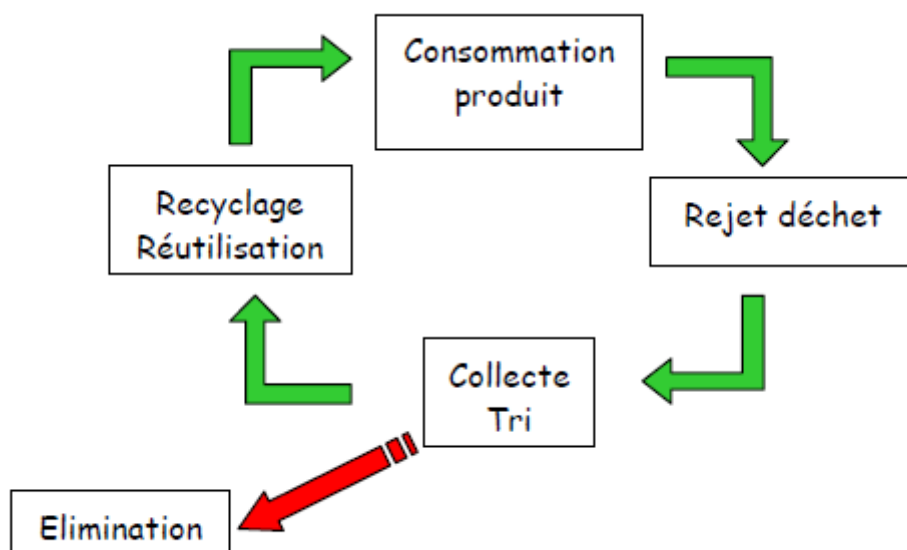 Consommation
produit
Recyclage
Réutilisation
Rejet déchet
Collecte
Tri
Elimination